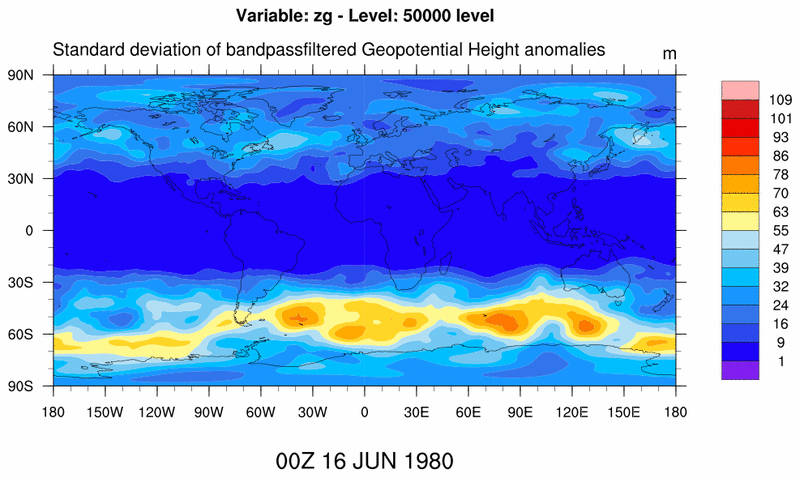 Variable: zg - Level: 50000 level
Standard deviation of bandpassfiltered Geopotential Height anomalies
m
90N
60N
30N
0
30S
60S
90S
180 150W 120W 90W 60W 30W 0 30E 60E 90E 120E 150E 180
109
101
93
86
78
70
63
55
47
39
32
24
16
9
1
00Z 16 JUN 1980